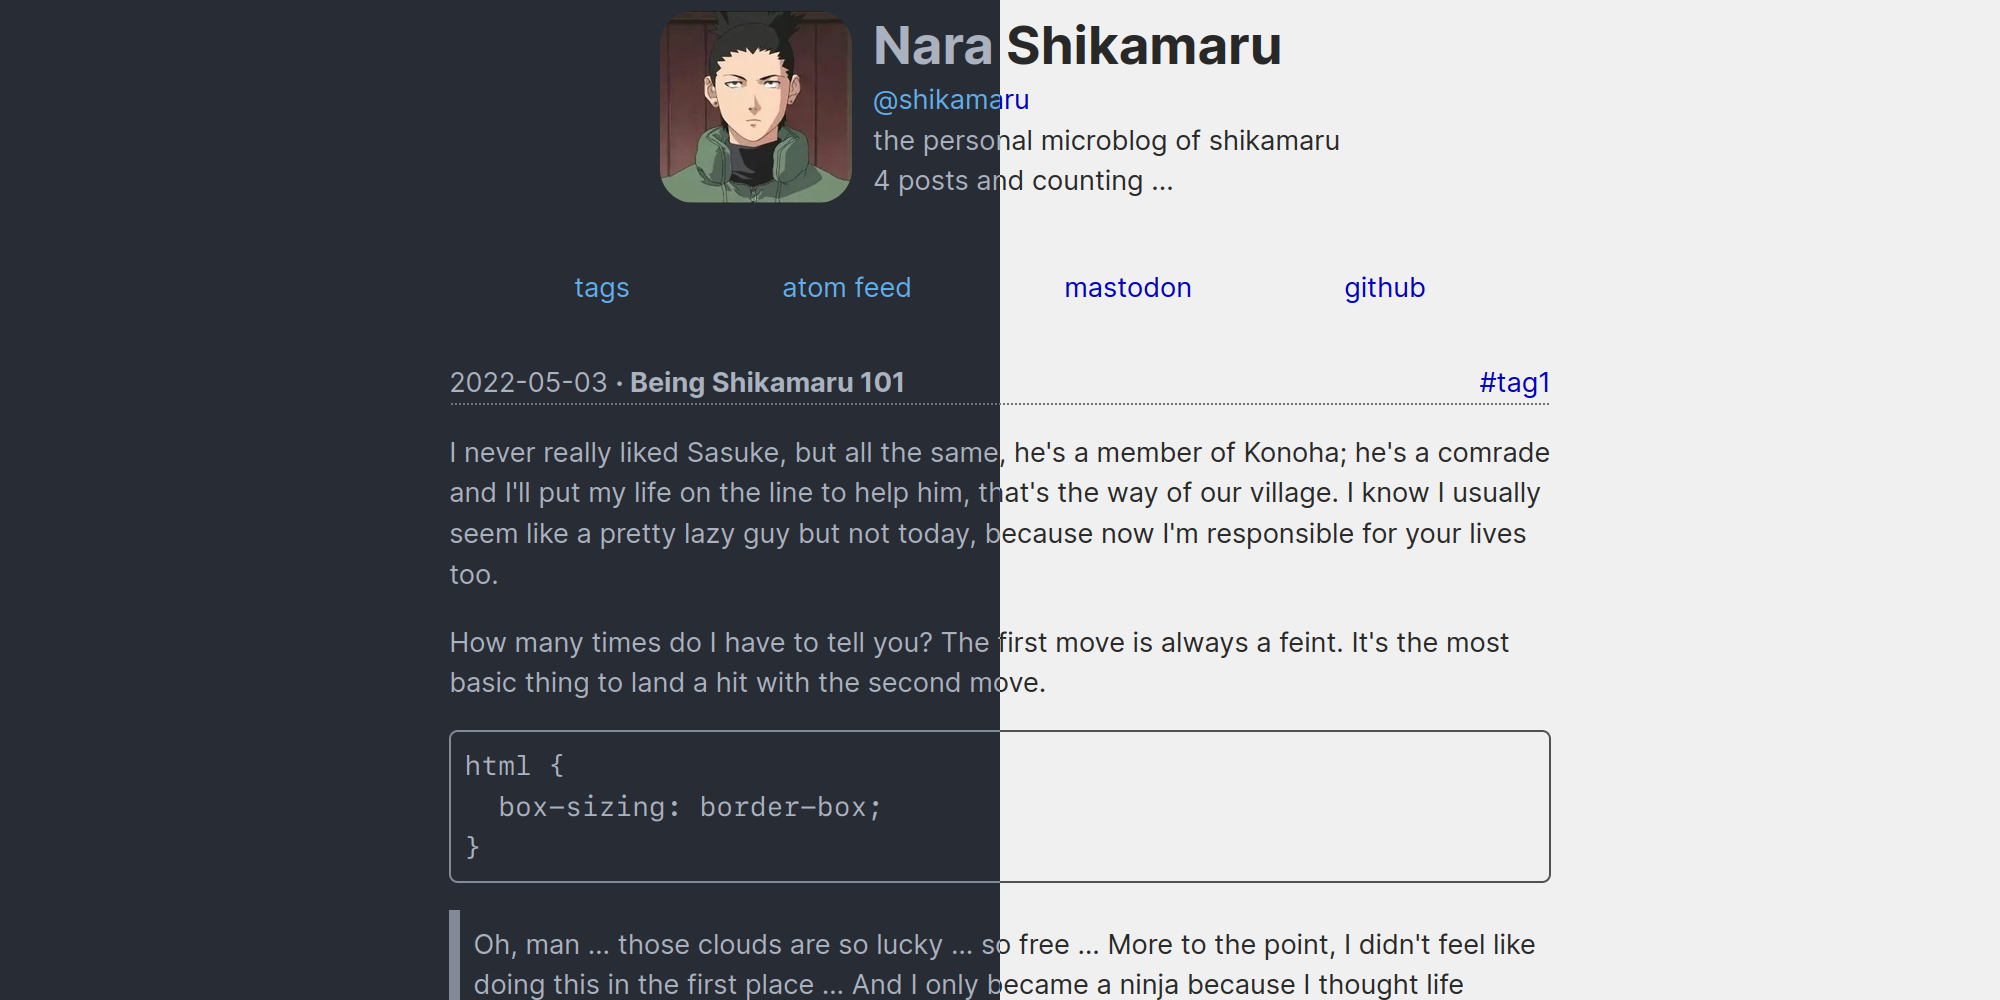 Nara Shikamaru
@shikamaru
the personal microblog of shikamaru
4 posts and counting ...
tags atom feed mastodon github
2022-05-03 · Being Shikamaru 101 #tag1
I never really liked Sasuke, but all the same, he's a member of Konoha; he's a comrade
and I'll put my life on the line to help him, that's the way of our village. I know I usually
seem like a pretty lazy guy but not today, because now I'm responsible for your lives
too.
How many times do I have to tell you? The first move is always a feint. It's the most
basic thing to land a hit with the second move.
html {
  box-sizing: border-box;
}
Oh, man ... those clouds are so lucky ... so free ... More to the point, I didn't feel like
doing this in the first place ... And I only became a ninja because I thought life